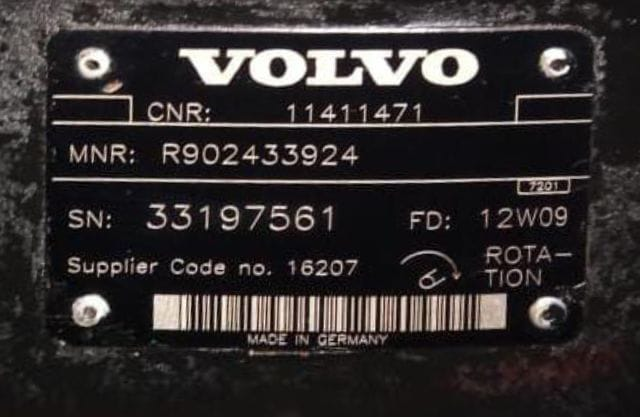 VOLVO
CNR: 11411471
MNR: R902433924
7201
SN: 33197561 FD: 12W09
Supplier Code no. 16207 ROTA-
TION
MADE IN GERMANY